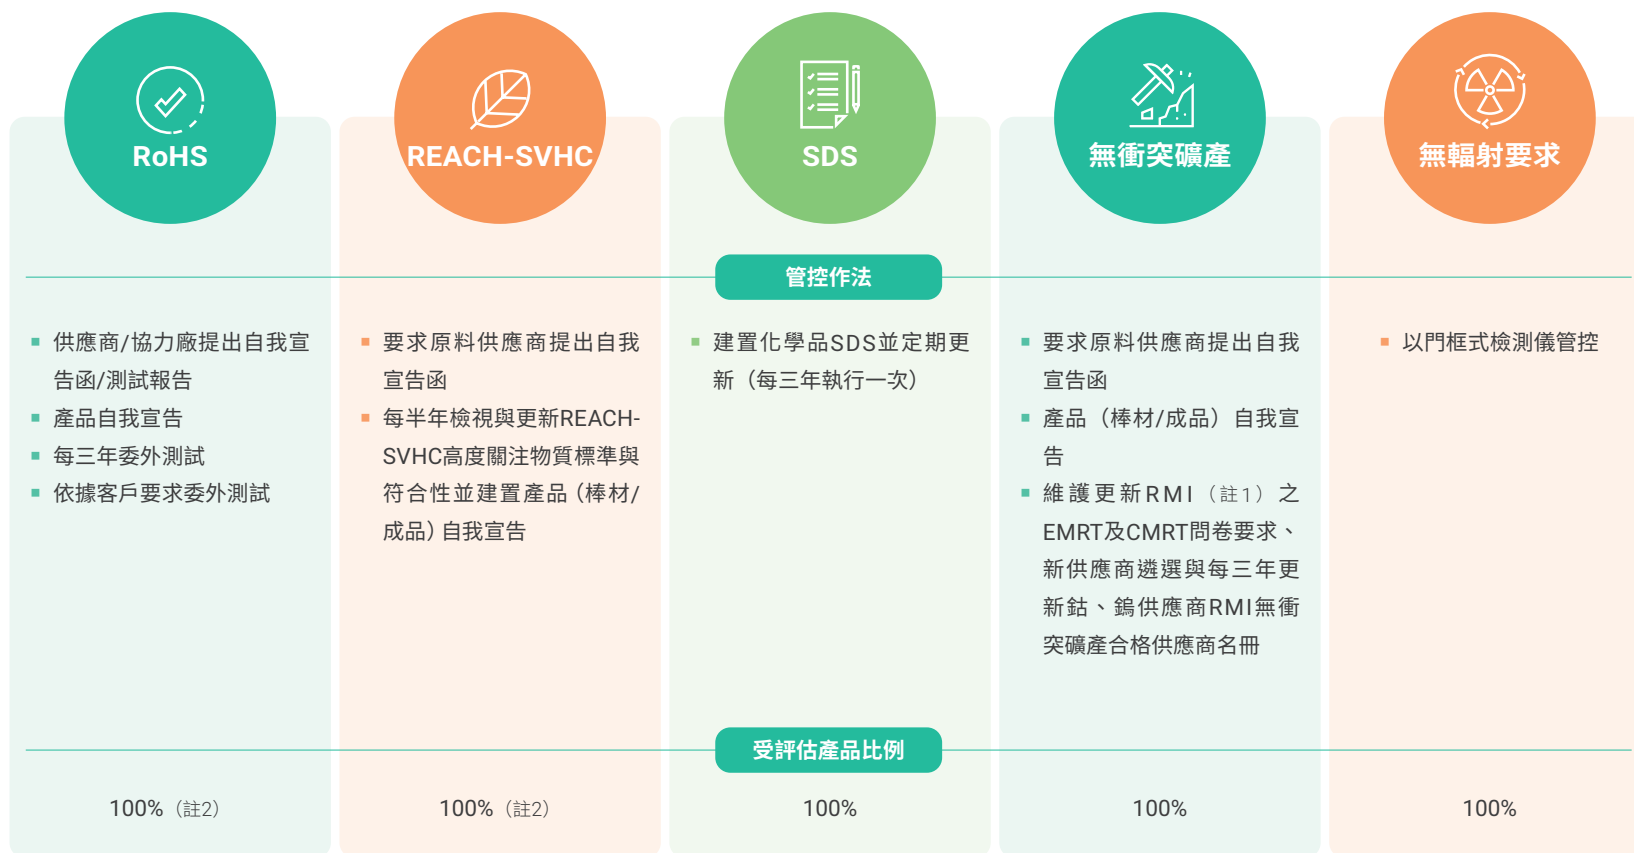 RoHS
REACH-SVHC
SDS
無衝突礦產
無輻射要求
管控作法
▪ 供應商/協力廠提出自我宣
告函/測試報告
▪ 產品自我宣告
▪ 每三年委外測試
▪ 依據客戶要求委外測試
▪ 要求原料供應商提出自我
宣告函
▪ 每半年檢視與更新REACH-
SVHC高度關注物質標準與
符合性並建置產品（棒材/
成品）自我宣告
▪ 建置化學品SDS並定期更
新（每三年執行一次）
▪ 要求原料供應商提出自我
宣告函
▪ 產品（棒材/成品）自我宣
告
▪ 維護更新RMI（註1）之
EMRT及CMRT問卷要求、
新供應商遴選與每三年更
新鈷、鎢供應商RMI無衝
突礦產合格供應商名冊
▪ 以門框式檢測儀管控
受評估產品比例
100%（註2）
100%（註2）
100%
100%
100%